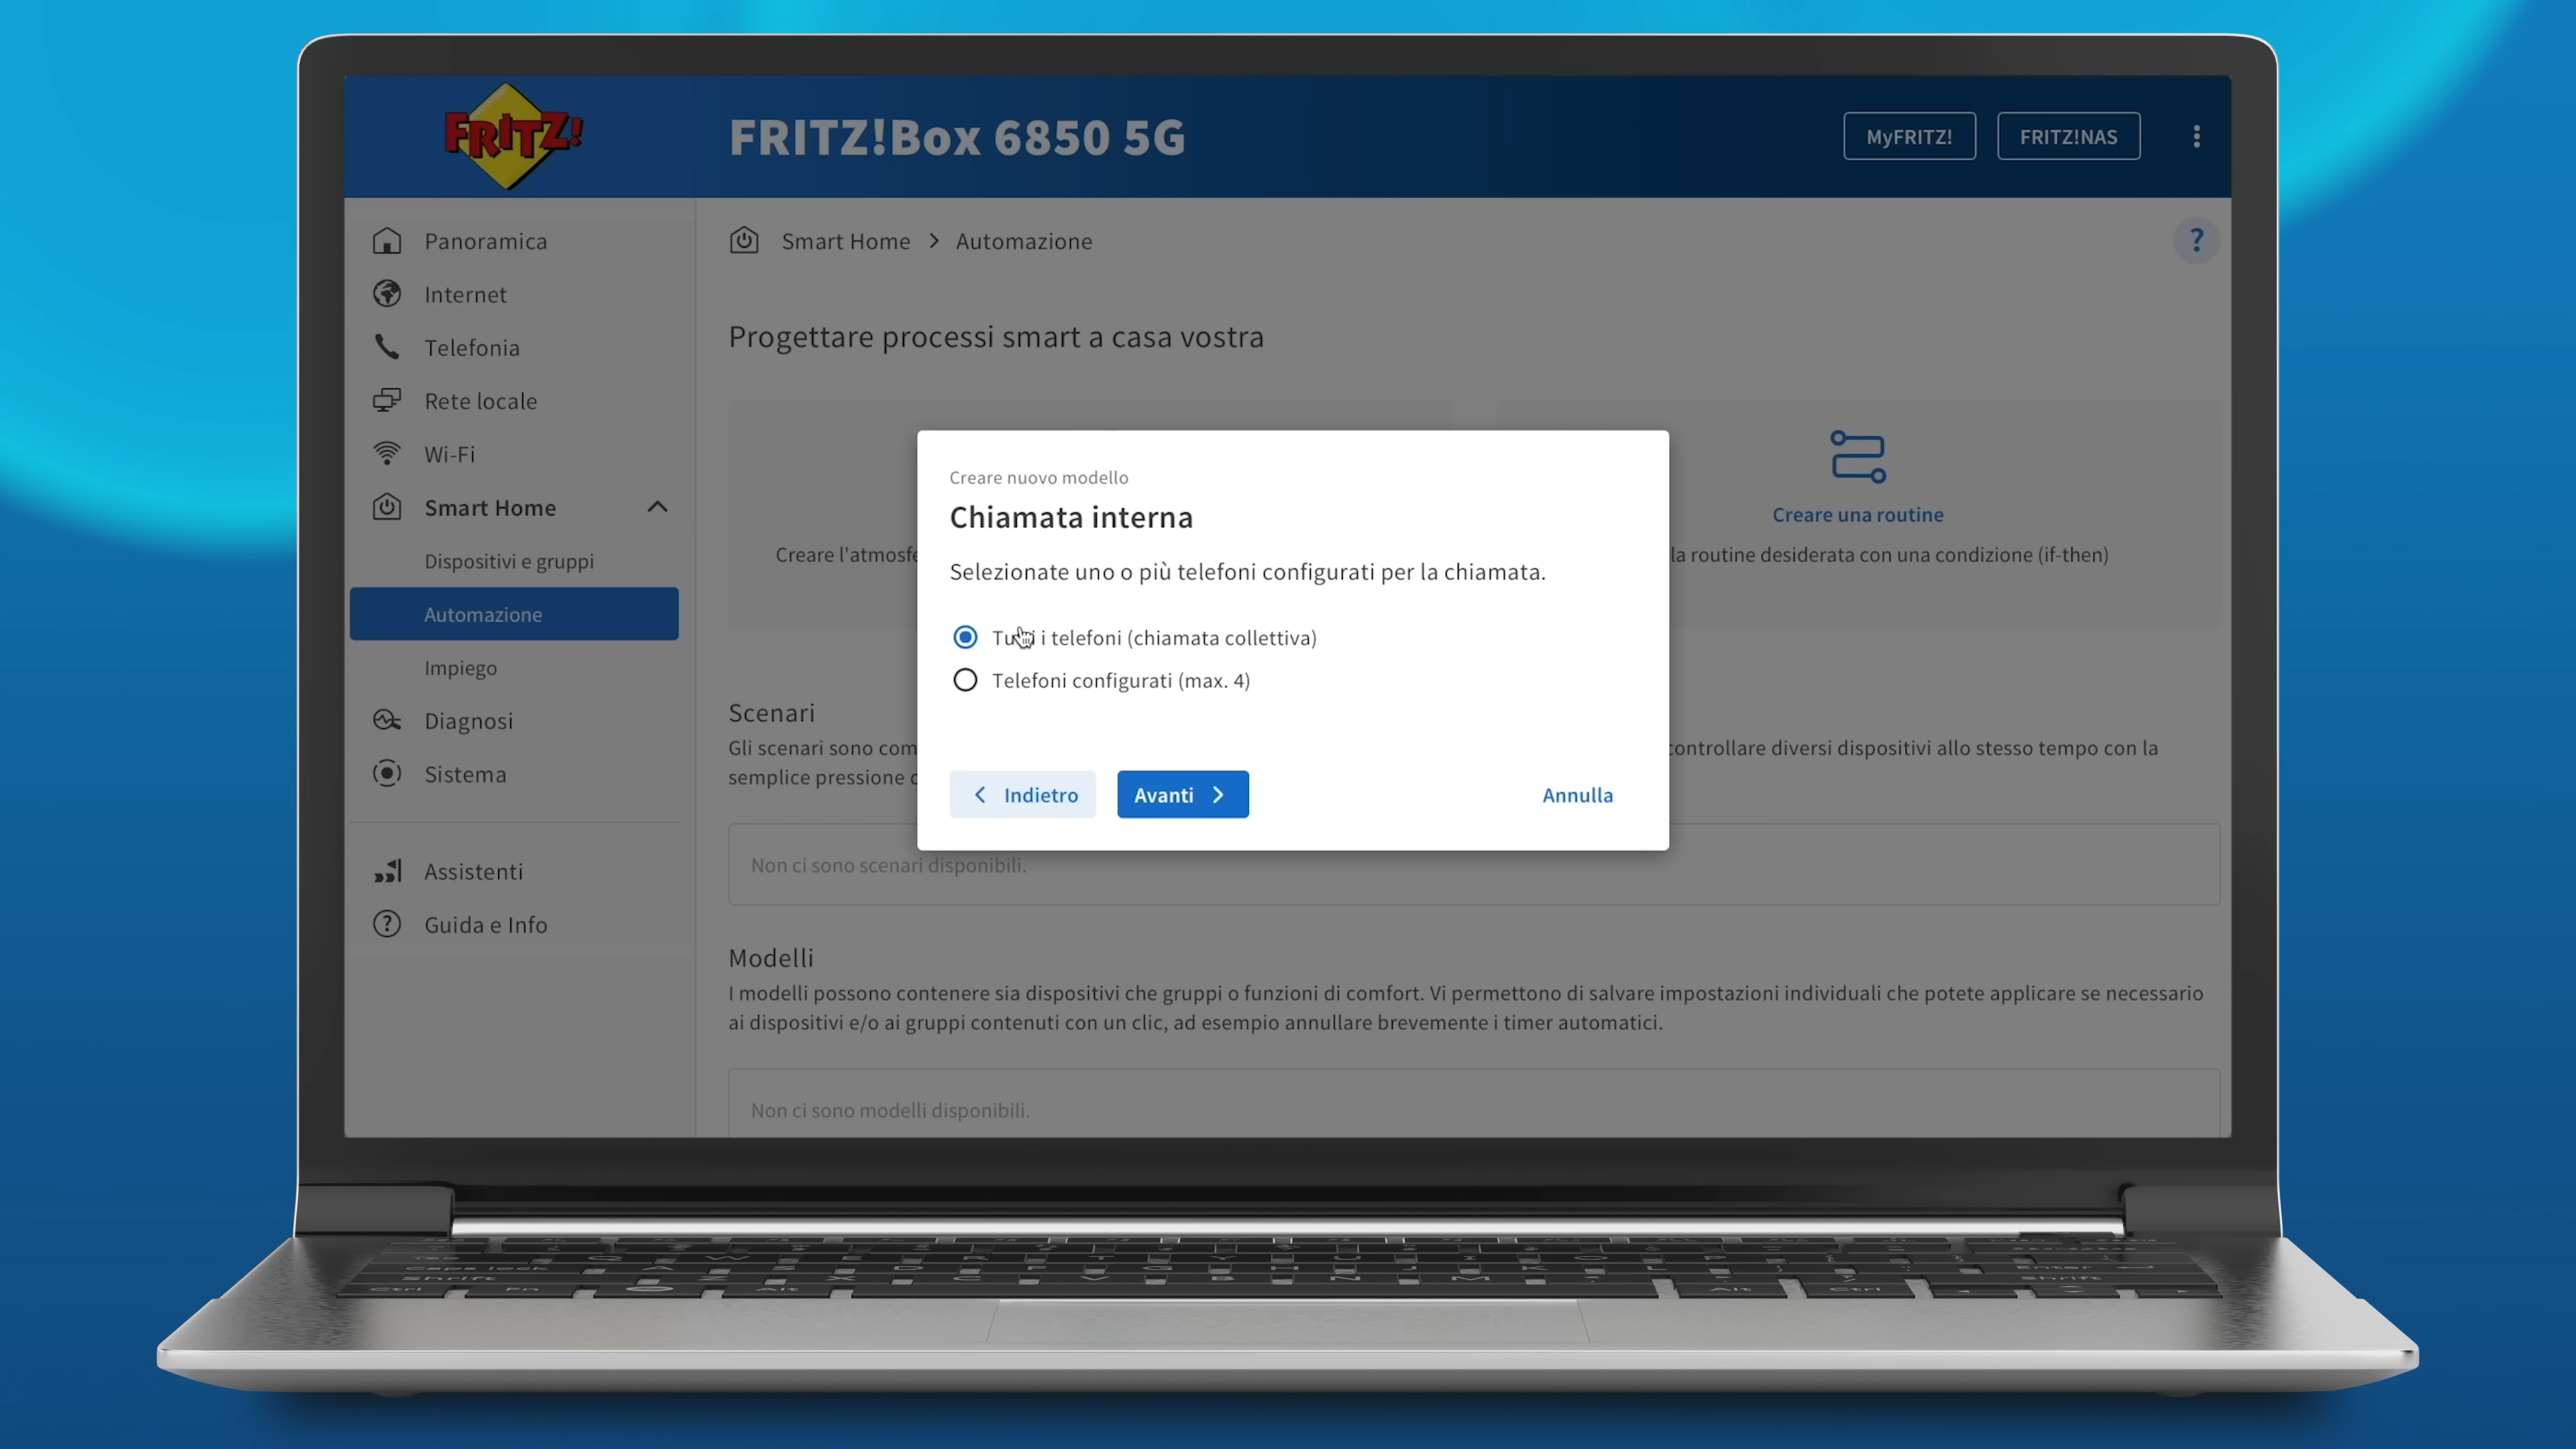 FRITZ!
FRITZ!Box 6850 5G
MyFRITZ!
FRITZ!NAS
Panoramica
Internet
Telefonia
Rete locale
Wi-Fi
Smart Home
Dispositivi e gruppi
Automazione
Impiego
Diagnosi
Sistema
Assistenti
Guida e Info
Smart Home > Automazione
?
Progettare processi smart a casa vostra
Creare una routine
Creare l'atmosfe
la routine desiderata con una condizione (if-then)
Creare nuovo modello
Chiamata interna
Selezionate uno o più telefoni configurati per la chiamata.
Tutti i telefoni (chiamata collettiva)
Telefoni configurati (max. 4)
Indietro
Avanti
Annulla
Scenari
Gli scenari sono com
controllare diversi dispositivi allo stesso tempo con la
semplice pressione
Non ci sono scenari disponibili.
Modelli
I modelli possono contenere sia dispositivi che gruppi o funzioni di comfort. Vi permettono di salvare impostazioni individuali che potete applicare se necessario
ai dispositivi e/o ai gruppi contenuti con un clic, ad esempio annullare brevemente i timer automatici.
Non ci sono modelli disponibili.